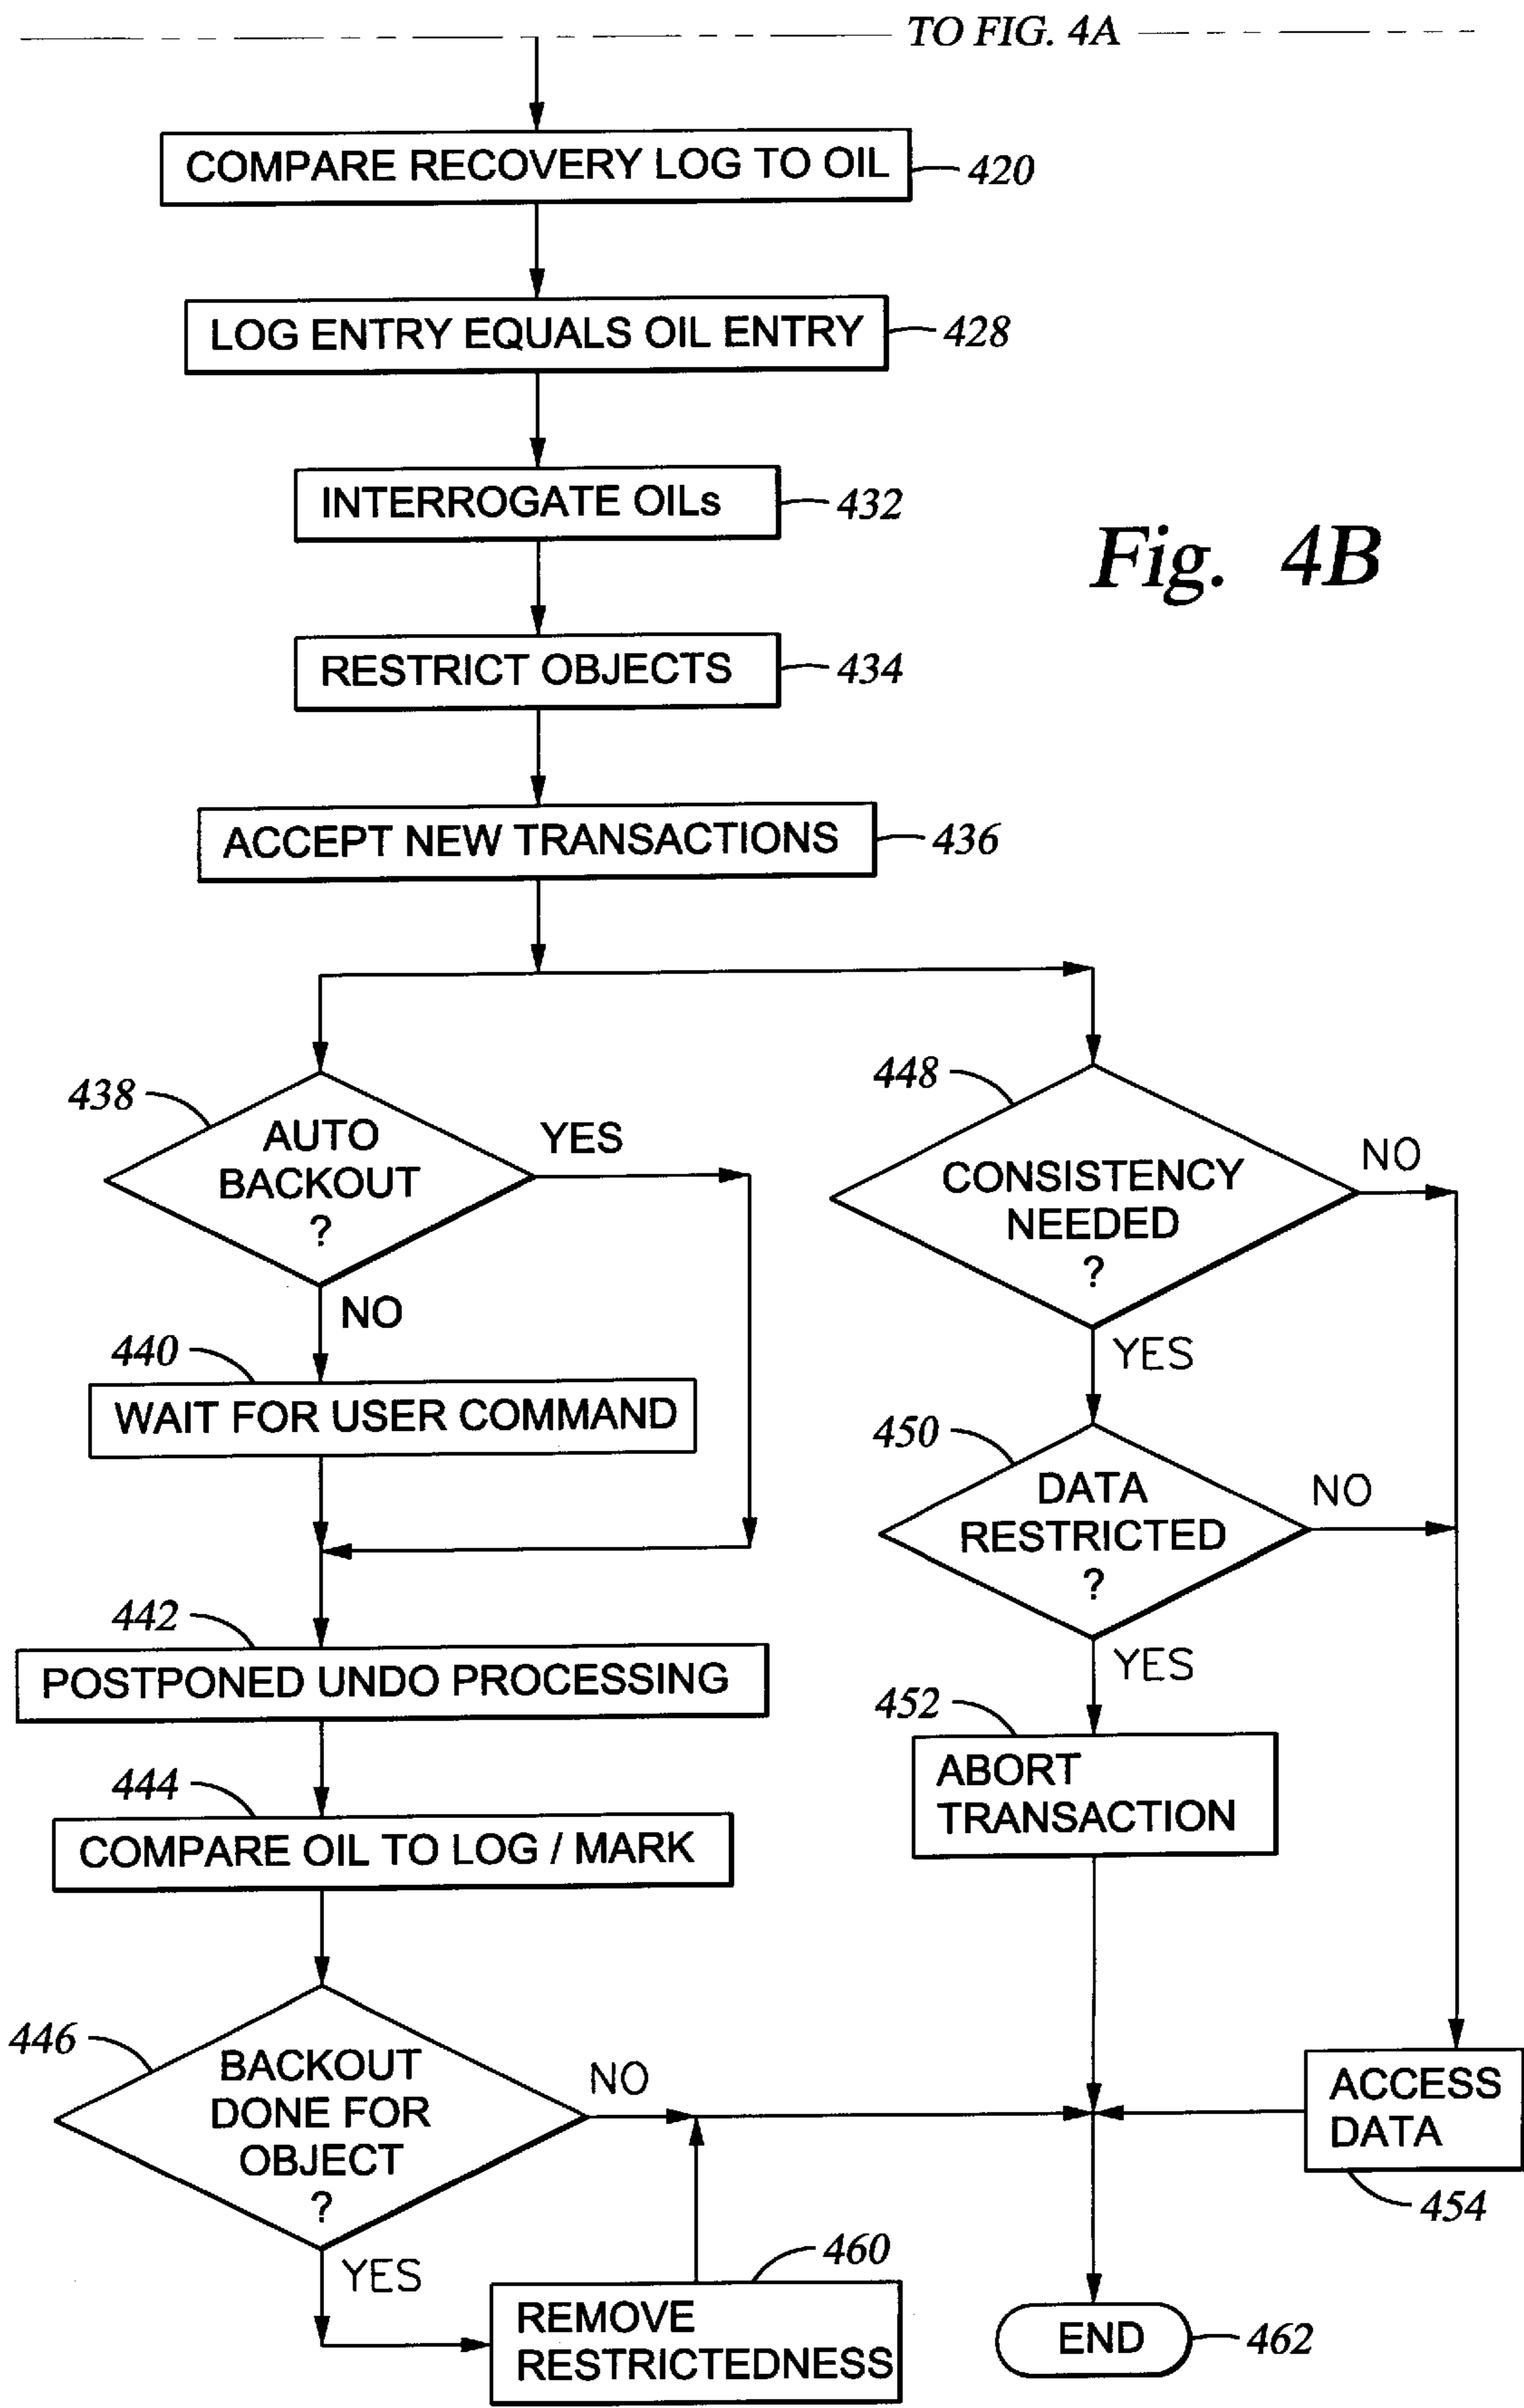 TO FIG. 4A
COMPARE RECOVERY LOG TO OIL
420
LOG ENTRY EQUALS OIL ENTRY
428
INTERROGATE OILs
432
Fig. 4B
RESTRICT OBJECTS
434
ACCEPT NEW TRANSACTIONS
436
438
AUTO
BACKOUT
?
YES
NO
440
WAIT FOR USER COMMAND
442
POSTPONED UNDO PROCESSING
444
COMPARE OIL TO LOG / MARK
446
BACKOUT
DONE FOR
OBJECT
?
NO
YES
460
REMOVE
RESTRICTEDNESS
448
CONSISTENCY
NEEDED
?
NO
YES
450
DATA
RESTRICTED
?
NO
YES
452
ABORT
TRANSACTION
ACCESS
DATA
454
END
462